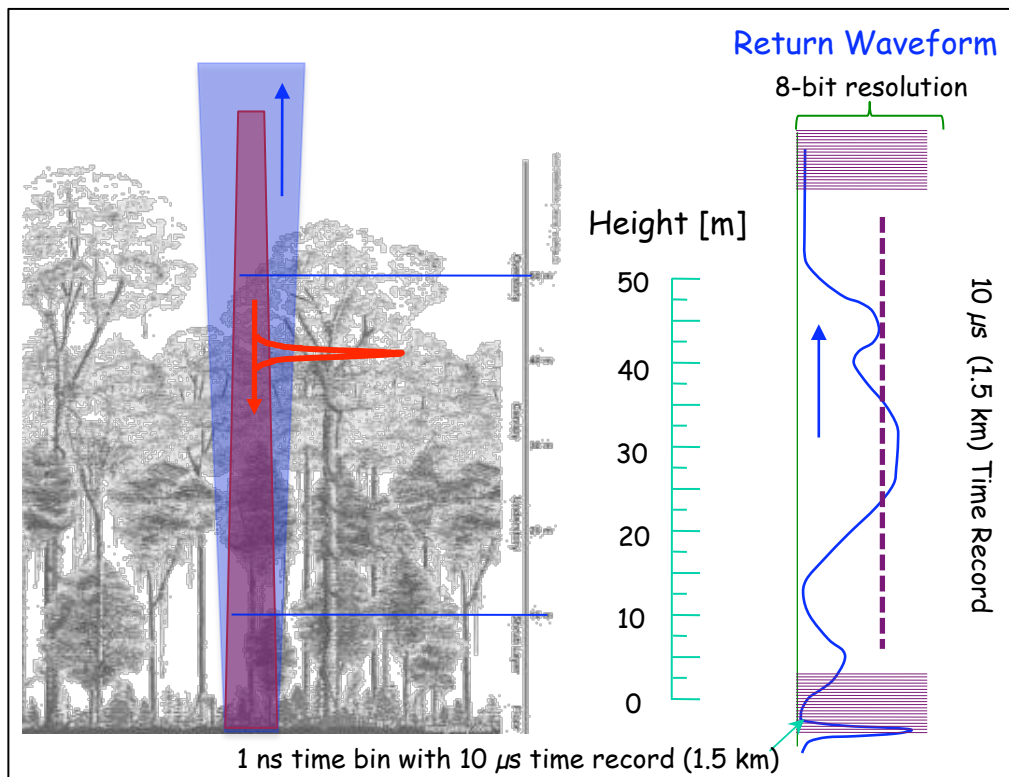 Return Waveform
8-bit resolution
Height [m]
50
40
30
20
10
0
10 µs (1.5 km) Time Record
1 ns time bin with 10 µs time record (1.5 km)